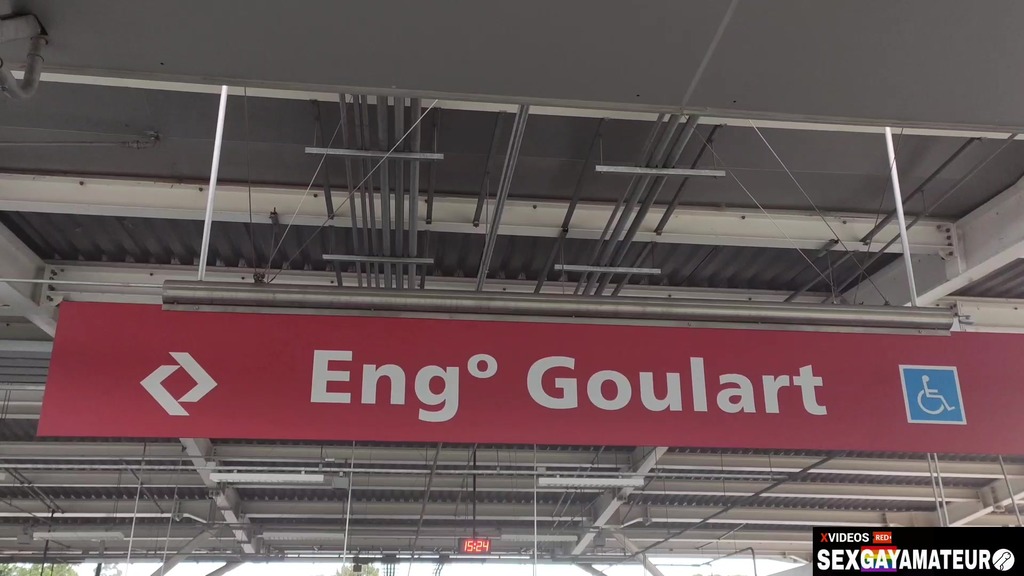 Engº Goulart
15:24
XVIDEOS RED+
SEXGAYAMATEUR